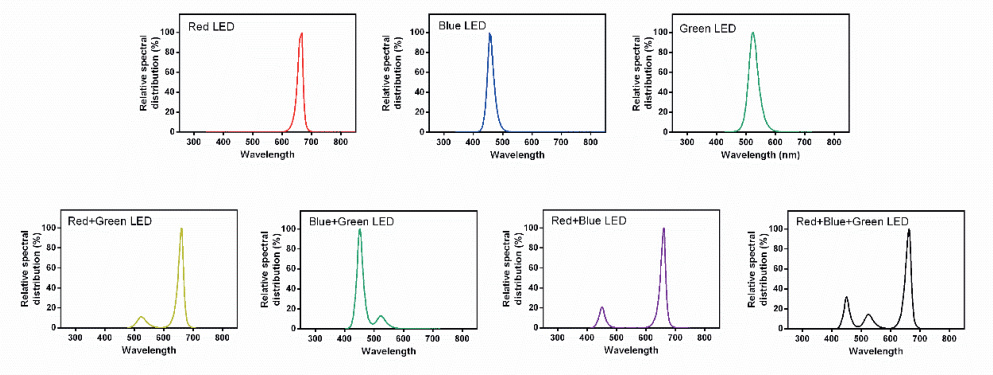 Red LED
Relative spectral
distribution (%)
100
80
60
40
20
0
300 400 500 600 700 800
Wavelength
Blue LED
Relative spectral
distribution (%)
100
80
60
40
20
0
300 400 500 600 700 800
Wavelength
Green LED
Relative spectral
distribution (%)
100
80
60
40
20
0
300 400 500 600 700 800
Wavelength (nm)
Red+Green LED
Relative spectral
distribution (%)
100
80
60
40
20
0
300 400 500 600 700 800
Wavelength
Blue+Green LED
Relative spectral
distribution (%)
100
80
60
40
20
0
300 400 500 600 700 800
Wavelength
Red+Blue LED
Relative spectral
distribution (%)
100
80
60
40
20
0
300 400 500 600 700 800
Wavelength
Red+Blue+Green LED
Relative spectral
distribution (%)
100
80
60
40
20
0
300 400 500 600 700 800
Wavelength